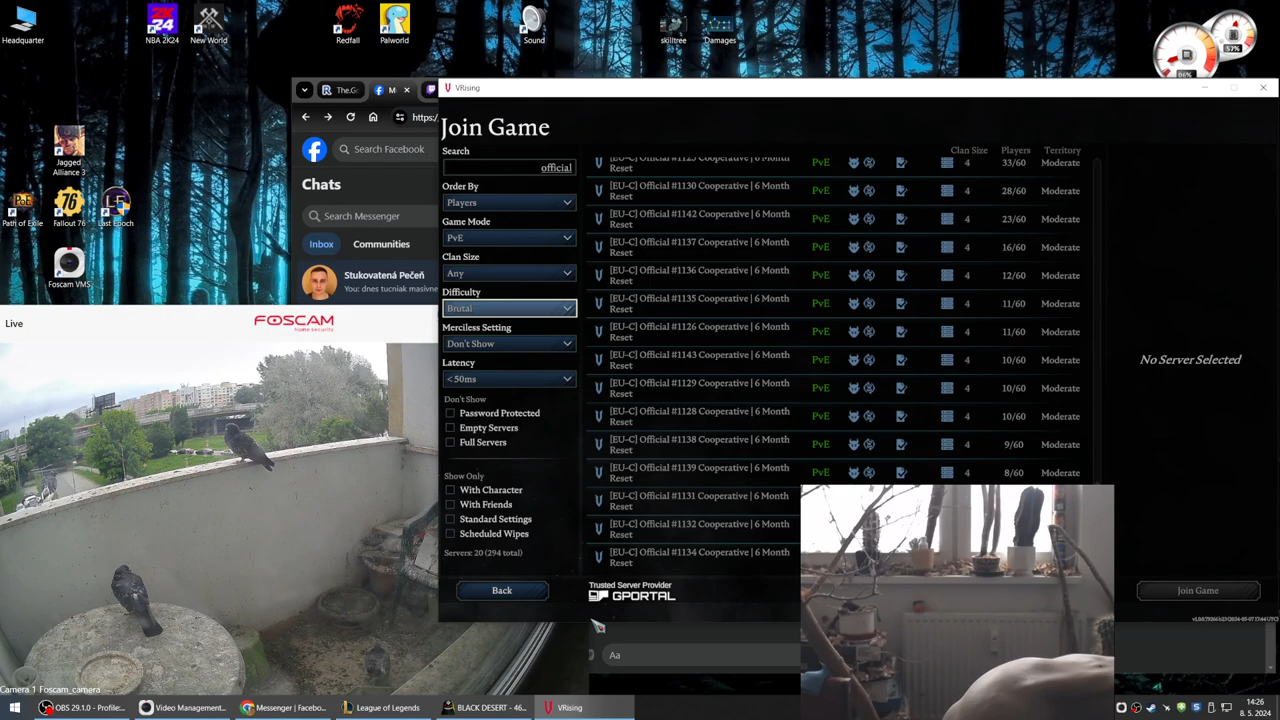 Headquarter
NBA 2K24
New World
Redfall
Palworld
Sound
skilltree
Damages
57%
86%
Jagged
Alliance 3
Path of Exile
Fallout 76
Last Epoch
Foscam VMS
The.Go
M
https:/
Search Facebook
Chats
Search Messenger
Inbox
Communities
Stukovatená Pečeň
You: dnes tucniak masivne
Live
FOSCAM
home security
Camera 1 Foscam_camera
VRising
Join Game
Search
official
Order By
Players
Game Mode
PvE
Clan Size
Any
Difficulty
Brutal
Merciless Setting
Don't Show
Latency
<50ms
Don't Show
Password Protected
Empty Servers
Full Servers
Show Only
With Character
With Friends
Standard Settings
Scheduled Wipes
Servers: 20 (294 total)
Back
Clan Size Players Territory
[EU-C] Official #1125 Cooperative | 6 Month
Reset PvE 4 33/60 Moderate
[EU-C] Official #1130 Cooperative | 6 Month
Reset PvE 4 28/60 Moderate
[EU-C] Official #1142 Cooperative | 6 Month
Reset PvE 4 23/60 Moderate
[EU-C] Official #1137 Cooperative | 6 Month
Reset PvE 4 16/60 Moderate
[EU-C] Official #1136 Cooperative | 6 Month
Reset PvE 4 12/60 Moderate
[EU-C] Official #1135 Cooperative | 6 Month
Reset PvE 4 11/60 Moderate
[EU-C] Official #1126 Cooperative | 6 Month
Reset PvE 4 11/60 Moderate
[EU-C] Official #1143 Cooperative | 6 Month
Reset PvE 4 10/60 Moderate
[EU-C] Official #1129 Cooperative | 6 Month
Reset PvE 4 10/60 Moderate
[EU-C] Official #1128 Cooperative | 6 Month
Reset PvE 4 10/60 Moderate
[EU-C] Official #1138 Cooperative | 6 Month
Reset PvE 4 9/60 Moderate
[EU-C] Official #1139 Cooperative | 6 Month
Reset PvE 4 8/60 Moderate
[EU-C] Official #1131 Cooperative | 6 Month
Reset
[EU-C] Official #1132 Cooperative | 6 Month
Reset
[EU-C] Official #1134 Cooperative | 6 Month
Reset
Trusted Server Provider
GPORTAL
No Server Selected
Join Game
Aa
OBS 29.1.0 - Profile:...
Video Management...
Messenger | Facebo...
League of Legends
BLACK DESERT - 46...
VRising
14:26
8. 5. 2024